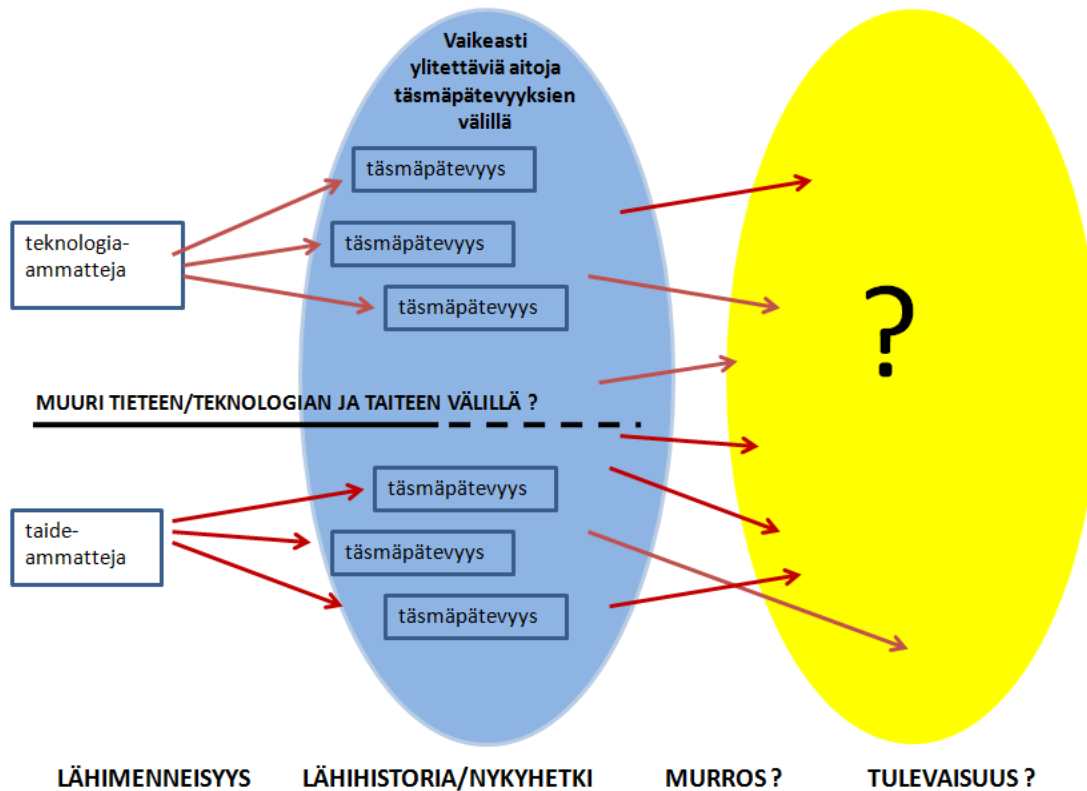 Vaikeasti
ylitettäviä aitoja
täsmäpätevyyksien
välillä
täsmäpätevyys
teknologia-
ammatteja
täsmäpätevyys
täsmäpätevyys
?
MUURI TIETEEN/TEKNOLOGIAN JA TAITEEN VÄLILLÄ ?
täsmäpätevyys
taide-
ammatteja
täsmäpätevyys
täsmäpätevyys
LÄHIMENNEISYYS LÄHIHISTORIA/NYKYHETKI MURROS ? TULEVAISUUS ?